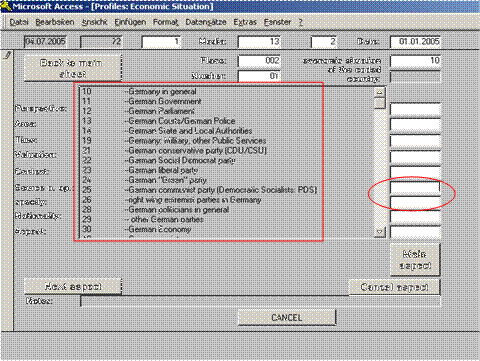 Microsoft Access - [Profiles: Economic Situation]
Datei Bearbeiten Ansicht Einfügen Format Datensätze Extras Fenster ?
04.07.2005 22 1 Media: 13 2 Date: 01.01.2005
Back to main sheet
Place: 002
Number: 01
economic situation of the coded country: 10
10 --Germany in general
11 --German Government
12 --German Parliament
13 --German Courts/German Police
14 --German State and Local Authorities
19 --Germany: military, other Public Services
21 --German conservative party (CDU/CSU)
22 --German Social Democrat party
23 --German liberal party
24 --German "Green" party
25 --German communist party (Democratic Socialists: PDS)
26 --right wing extremist parties in Germany
28 --German politicians in general
29 -- other German parties
30 --German Economy
Perspective:
Area:
Time:
Valuation:
Context:
Specify:
Nationality:
Aspect:
Main aspect
Next aspect
Cancel aspect
Notes:
CANCEL